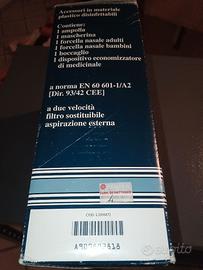 Accessori in materiale
plastico disinfettabili
Contiene:
1 ampolla
1 mascherina
1 forcella nasale adulti
1 forcella nasale bambini
1 boccaglio
1 dispositivo economizzatore
di medicinale
a norma EN 60 601-1/A2
[Dir. 93/42 CEE]
a due velocità
filtro sostituibile
aspirazione esterna
subito